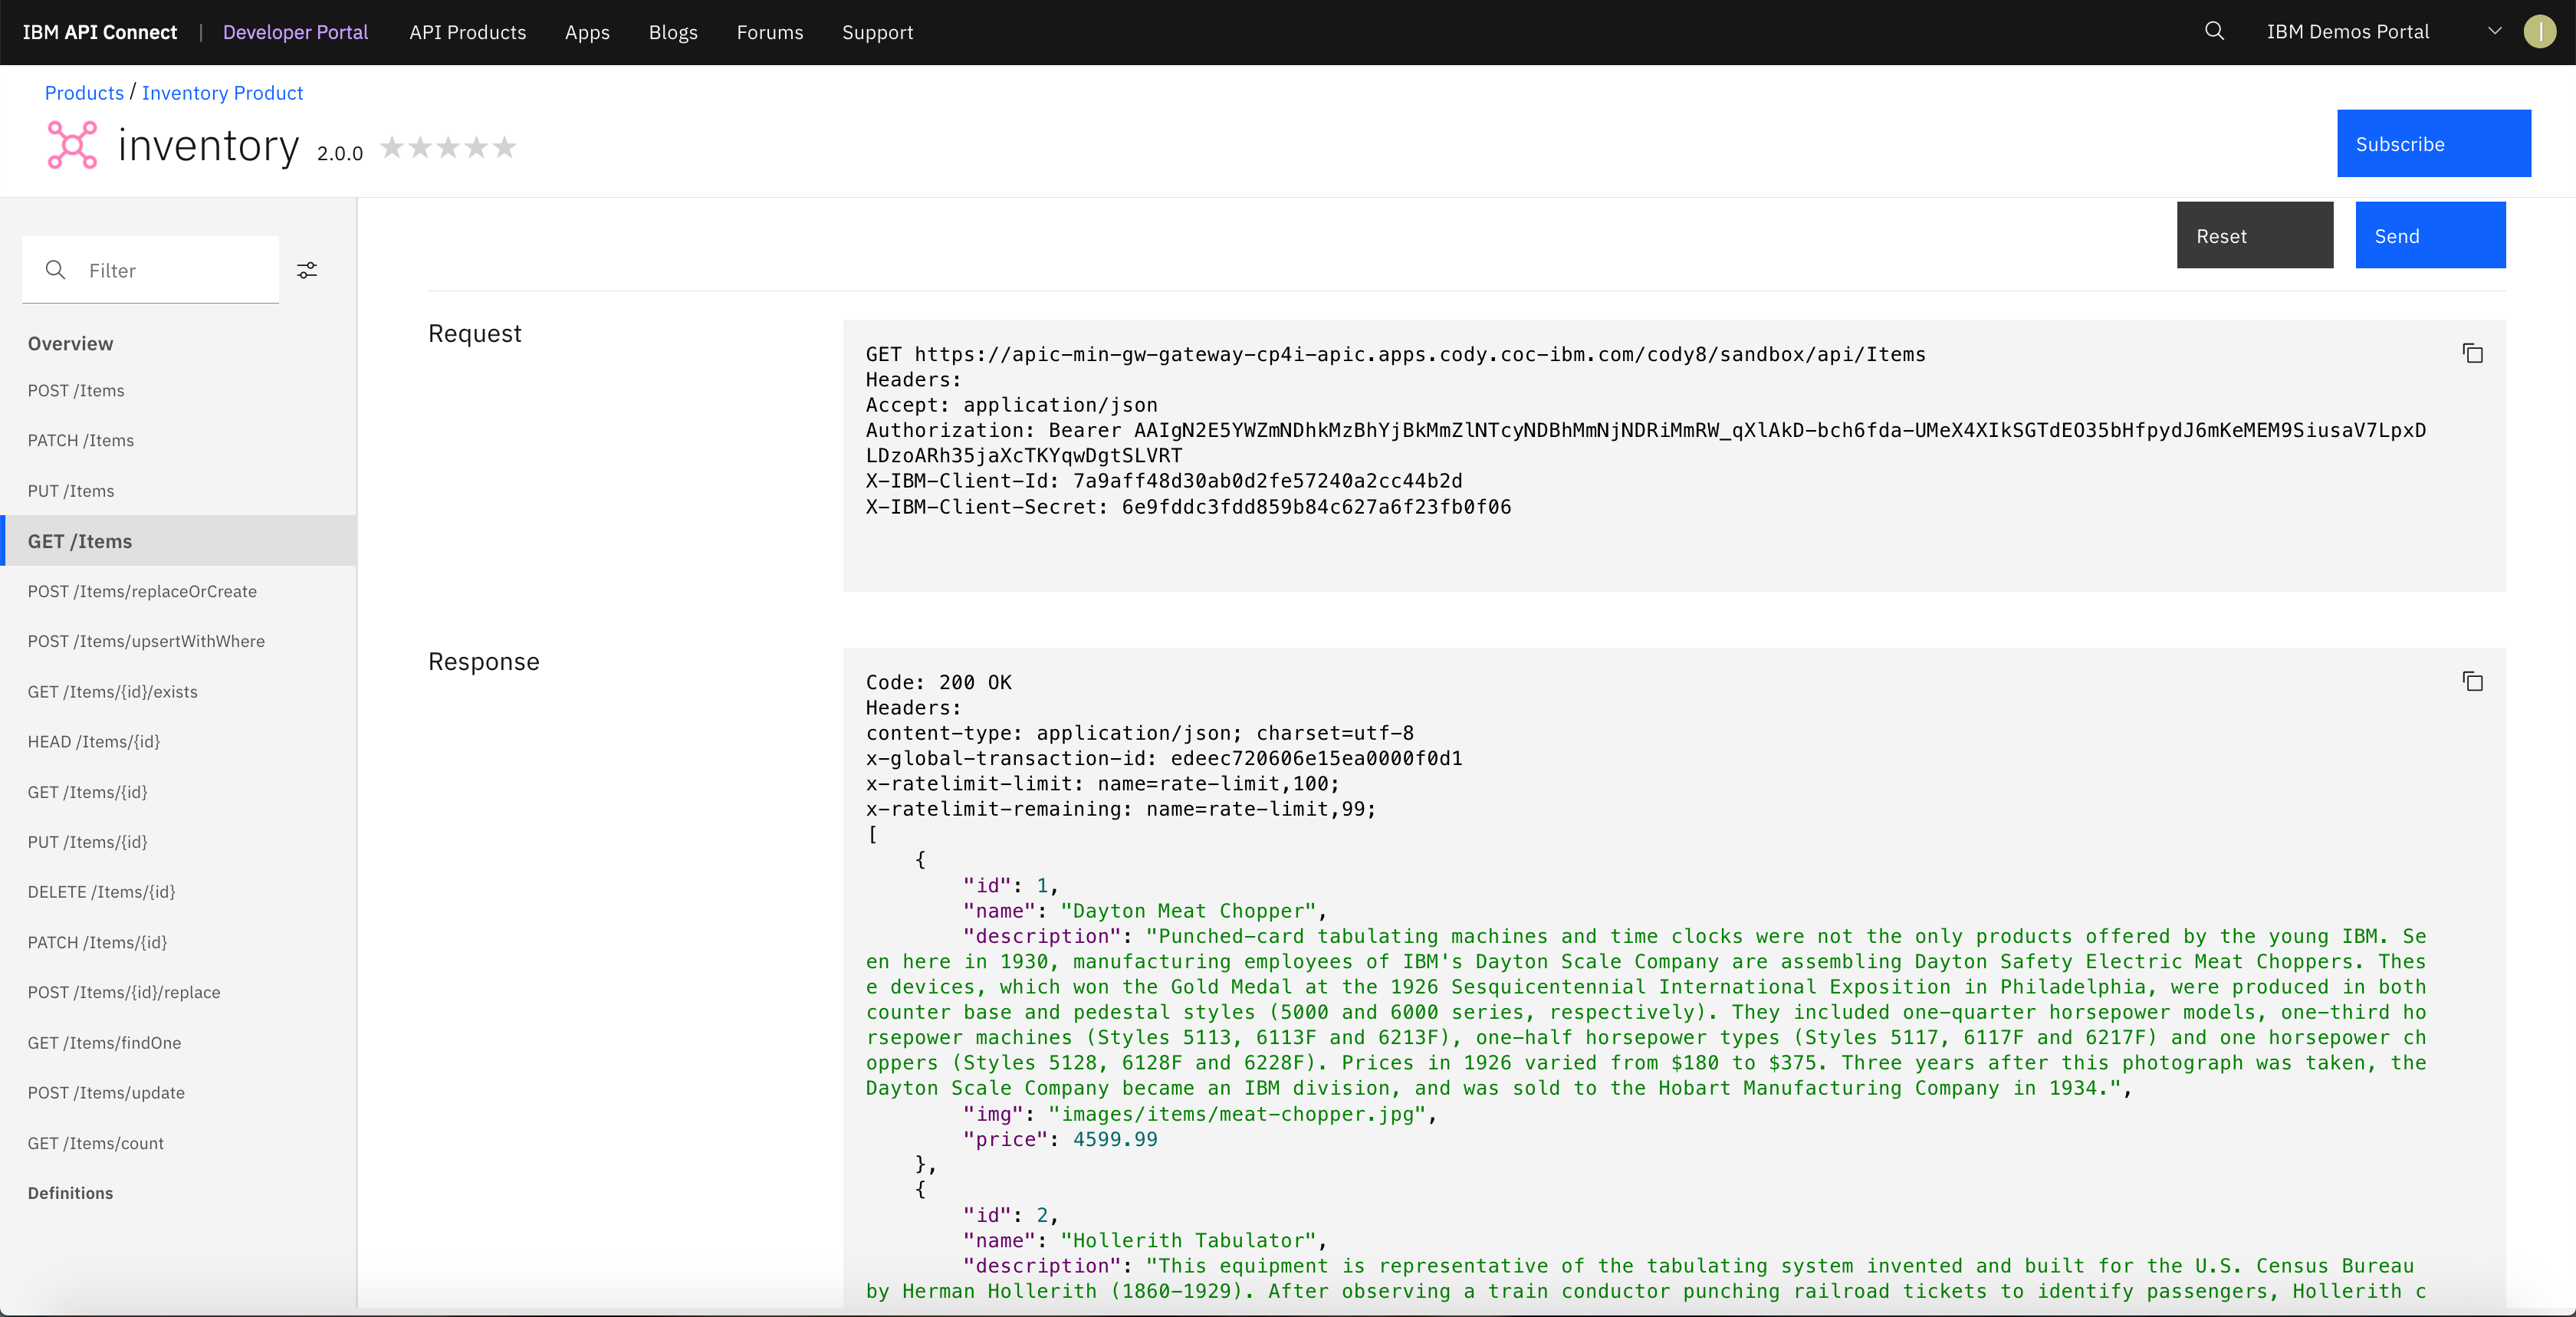 IBM API Connect | Developer Portal API Products Apps Blogs Forums Support IBM Demos Portal
Products / Inventory Product
inventory 2.0.0
Subscribe
Reset Send
Filter
Overview
POST /Items
PATCH /Items
PUT /Items
GET /Items
POST /Items/replaceOrCreate
POST /Items/upsertWithWhere
GET /Items/{id}/exists
HEAD /Items/{id}
GET /Items/{id}
PUT /Items/{id}
DELETE /Items/{id}
PATCH /Items/{id}
POST /Items/{id}/replace
GET /Items/findOne
POST /Items/update
GET /Items/count
Definitions
Request
GET https://apic-min-gw-gateway-cp4i-apic.apps.cody.coc-ibm.com/cody8/sandbox/api/Items
Headers:
Accept: application/json
Authorization: Bearer AAIgN2E5YWZmNDhkMzBhYjBkMmZlNTcyNDBhMmNjNDRiMmRW_qXlAkD-bch6fda-UMeX4XIkSGTdEO35bHfpydJ6mKeMEM9SiusaV7LpxD
LDzoARh35jaXcTKYqwDgtSLVRT
X-IBM-Client-Id: 7a9aff48d30ab0d2fe57240a2cc44b2d
X-IBM-Client-Secret: 6e9fddc3fdd859b84c627a6f23fb0f06
Response
Code: 200 OK
Headers:
content-type: application/json; charset=utf-8
x-global-transaction-id: edeec720606e15ea0000f0d1
x-ratelimit-limit: name=rate-limit,100;
x-ratelimit-remaining: name=rate-limit,99;
[
{
"id": 1,
"name": "Dayton Meat Chopper",
"description": "Punched-card tabulating machines and time clocks were not the only products offered by the young IBM. Se
en here in 1930, manufacturing employees of IBM's Dayton Scale Company are assembling Dayton Safety Electric Meat Choppers. Thes
e devices, which won the Gold Medal at the 1926 Sesquicentennial International Exposition in Philadelphia, were produced in both
counter base and pedestal styles (5000 and 6000 series, respectively). They included one-quarter horsepower models, one-third ho
rsepower machines (Styles 5113, 6113F and 6213F), one-half horsepower types (Styles 5117, 6117F and 6217F) and one horsepower ch
oppers (Styles 5128, 6128F and 6228F). Prices in 1926 varied from $180 to $375. Three years after this photograph was taken, the
Dayton Scale Company became an IBM division, and was sold to the Hobart Manufacturing Company in 1934.",
"img": "images/items/meat-chopper.jpg",
"price": 4599.99
},
{
"id": 2,
"name": "Hollerith Tabulator",
"description": "This equipment is representative of the tabulating system invented and built for the U.S. Census Bureau
by Herman Hollerith (1860-1929). After observing a train conductor punching railroad tickets to identify passengers, Hollerith c